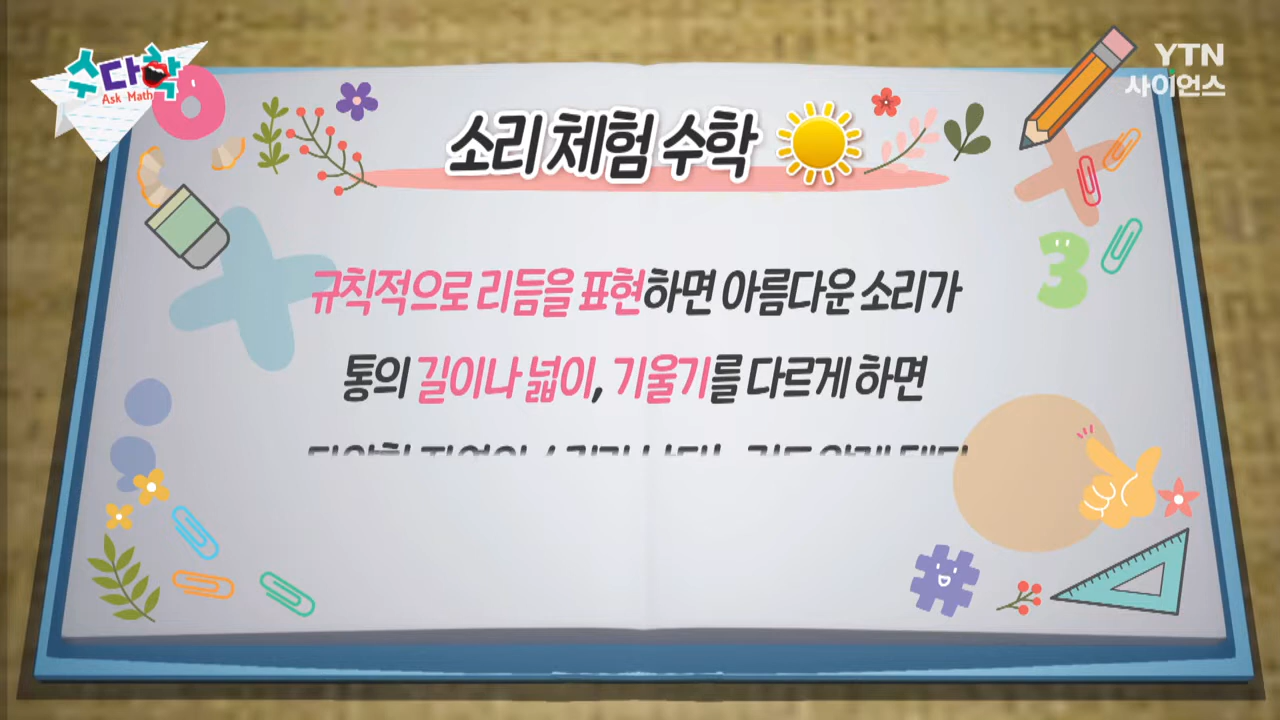 수다학
Ask Math
YTN
사이언스
소리 체험 수학
규칙적으로 리듬을 표현하면 아름다운 소리가
통의 길이나 넓이, 기울기를 다르게 하면